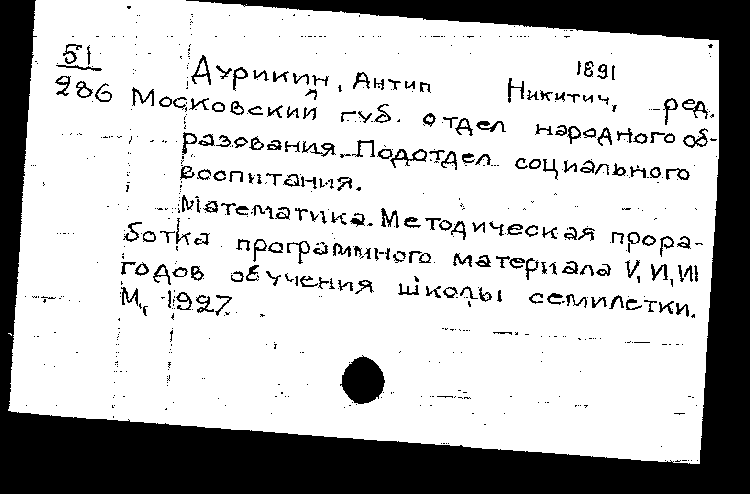 51
286
1891
Дурикин, Антип Никитич, ред.
Московский губ. отдел народного об-
разования. Подотдел социального
воспитания.
Математика. Методическая прора-
ботка программного материала V, VI, VII
годов обучения школы семилетки.
М., 1927.